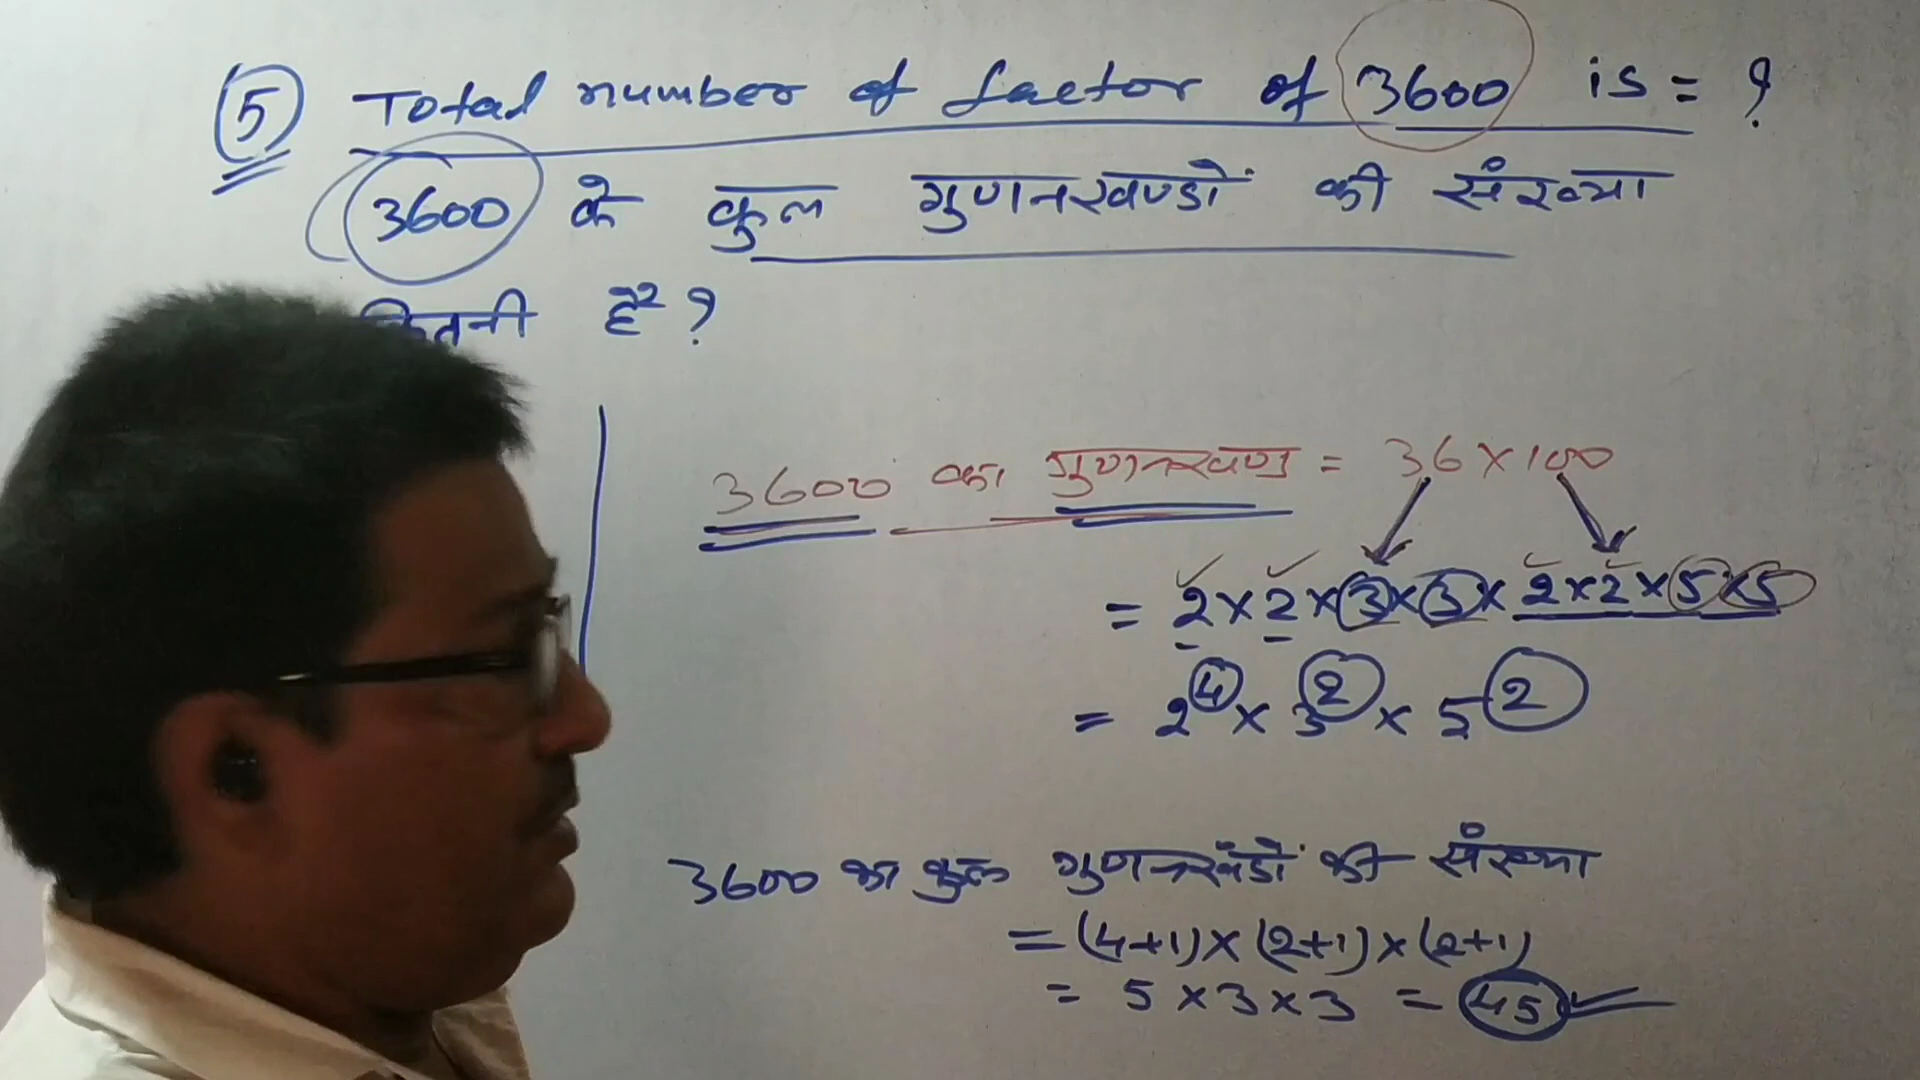 5 Total number of factor of 3600 is = ?
3600 के कुल गुणनखण्डों की संख्या
कितनी है ?
3600 का गुणनखण्ड = 36 × 100
= 2 × 2 × 3 × 3 × 2 × 2 × 5 × 5
= 2⁴ × 3² × 5²
3600 का कुल गुणनखंडों की संख्या
= (4+1) × (2+1) × (2+1)
= 5 × 3 × 3 = 45